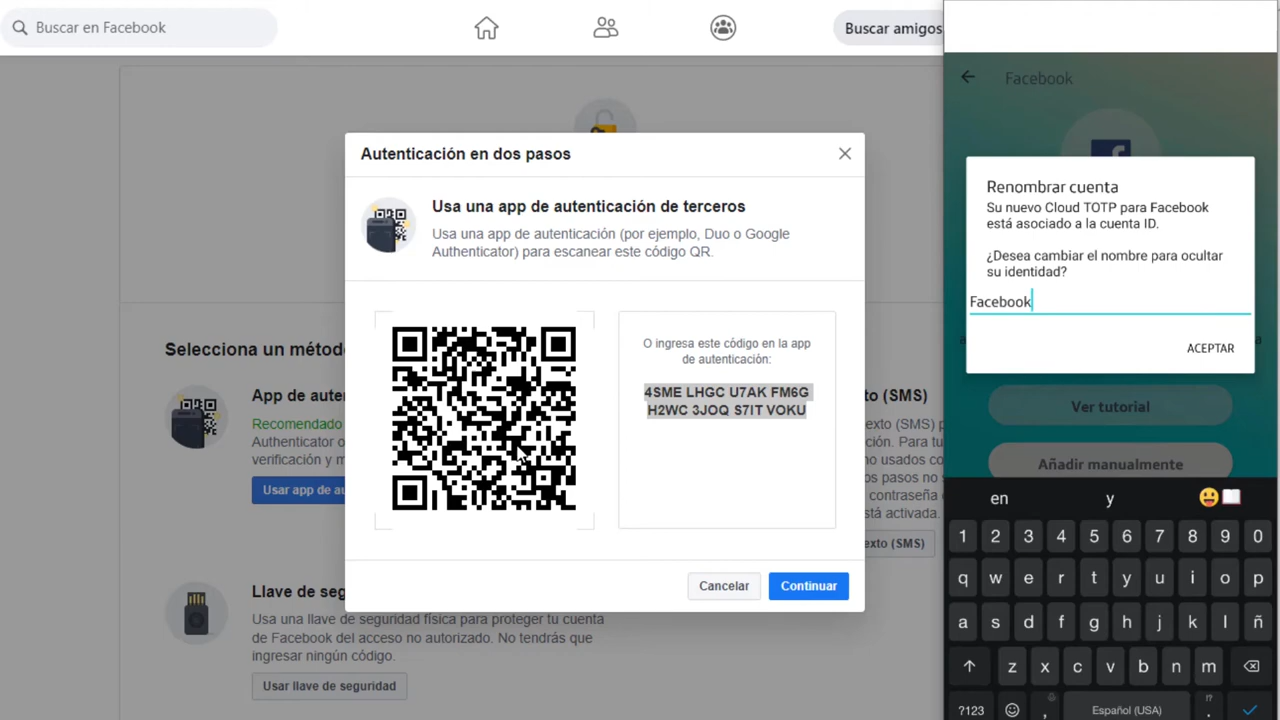 Buscar en Facebook
Buscar amigos
Autenticación en dos pasos
Usa una app de autenticación de terceros
Usa una app de autenticación (por ejemplo, Duo o Google
Authenticator) para escanear este código QR.
O ingresa este código en la app
de autenticación:
4SME LHGC U7AK FM6G
H2WC 3JOQ S7IT VOKU
Cancelar
Continuar
Selecciona un método
App de auten
Recomendado
Authenticator o
verificación y m
Usar app de au
to (SMS)
xto (SMS) p
ción. Para tu
no usados co
os pasos no s
contraseña
stá activada.
exto (SMS)
Llave de seg
Usa una llave de seguridad física para proteger tu cuenta
de Facebook del acceso no autorizado. No tendrás que
ingresar ningún código.
Usar llave de seguridad
Facebook
Renombrar cuenta
Su nuevo Cloud TOTP para Facebook
está asociado a la cuenta ID.
¿Desea cambiar el nombre para ocultar
su identidad?
Facebook
ACEPTAR
Ver tutorial
Añadir manualmente
en y
1 2 3 4 5 6 7 8 9 0
q w e r t y u i o p
a s d f g h j k l ñ
z x c v b n m
?123 , Español (USA) .